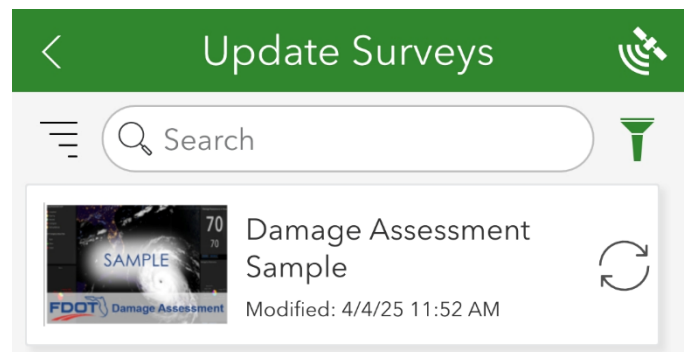 Update Surveys
Search
70
70
SAMPLE
FDOT Damage Assessment
Damage Assessment
Sample
Modified: 4/4/25 11:52 AM